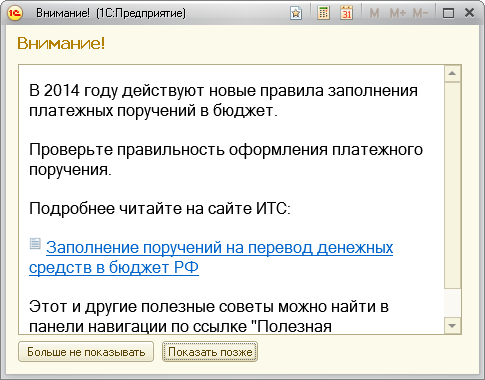 Внимание! (1С:Предприятие)
M M+ M-
Внимание!
В 2014 году действуют новые правила заполнения
платежных поручений в бюджет.
Проверьте правильность оформления платежного
поручения.
Подробнее читайте на сайте ИТС:
Заполнение поручений на перевод денежных
средств в бюджет РФ
Этот и другие полезные советы можно найти в
панели навигации по ссылке "Полезная
Больше не показывать
Показать позже